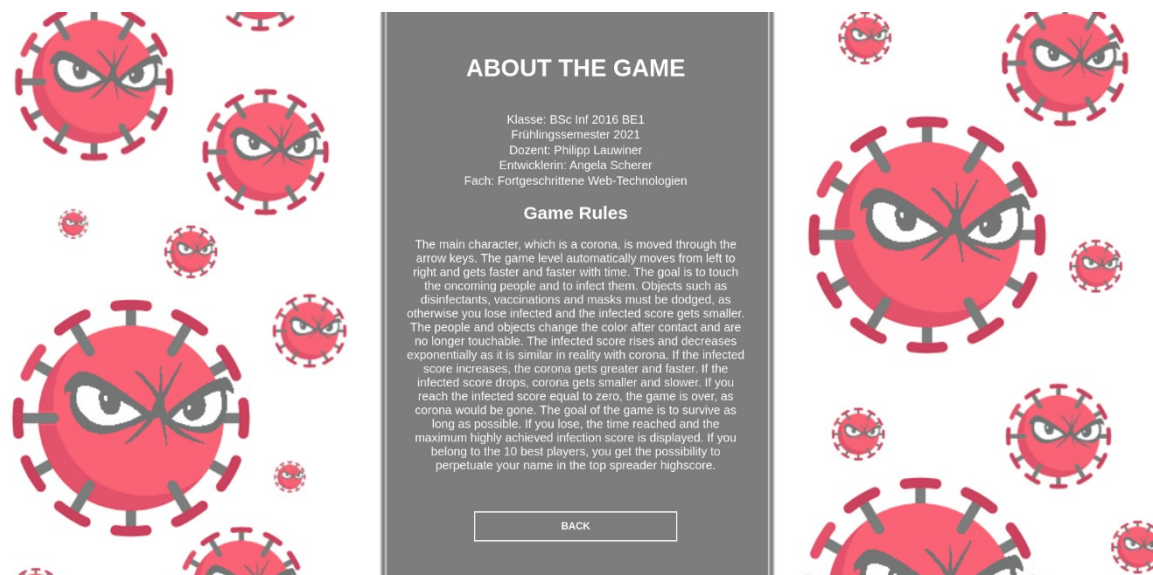 ABOUT THE GAME
Klasse: BSc Inf 2016 BE1
Frühlingssemester 2021
Dozent: Philipp Lauwiner
Entwicklerin: Angela Scherer
Fach: Fortgeschrittene Web-Technologien
Game Rules
The main character, which is a corona, is moved through the
arrow keys. The game level automatically moves from left to
right and gets faster and faster with time. The goal is to touch
the oncoming people and to infect them. Objects such as
disinfectants, vaccinations and masks must be dodged, as
otherwise you lose infected and the infected score gets smaller.
The people and objects change the color after contact and are
no longer touchable. The infected score rises and decreases
exponentially as it is similar in reality with corona. If the infected
score increases, the corona gets greater and faster. If the
infected score drops, corona gets smaller and slower. If you
reach the infected score equal to zero, the game is over, as
corona would be gone. The goal of the game is to survive as
long as possible. If you lose, the time reached and the
maximum highly achieved infection score is displayed. If you
belong to the 10 best players, you get the possibility to
perpetuate your name in the top spreader highscore.
BACK